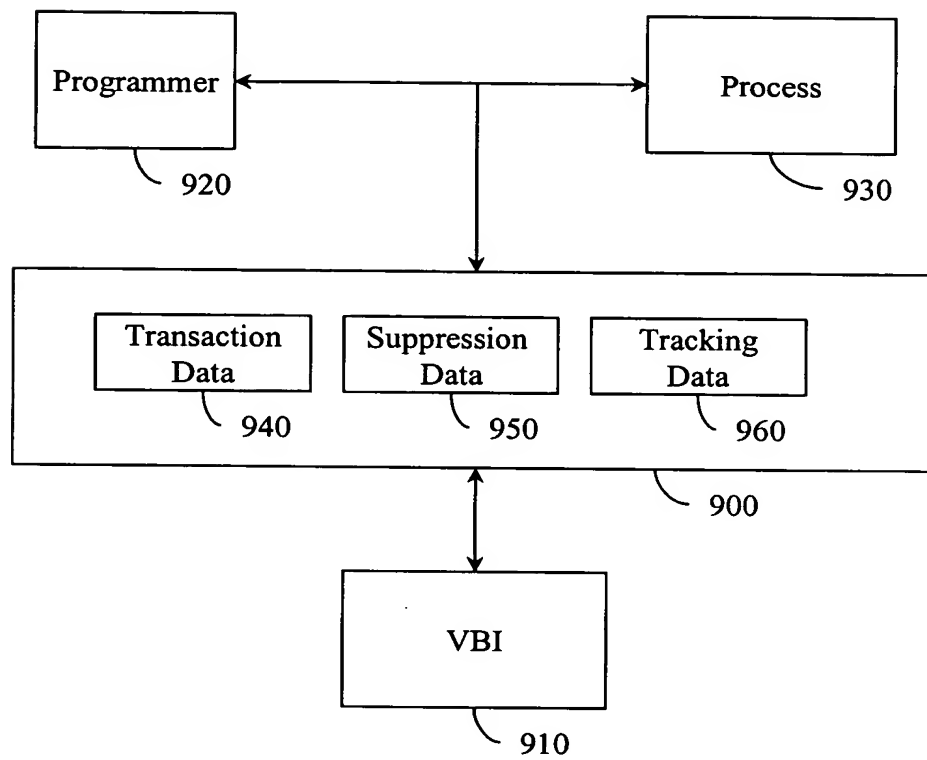 Programmer
Process
920
930
Transaction
Data
Suppression
Data
Tracking
Data
940
950
960
900
VBI
910